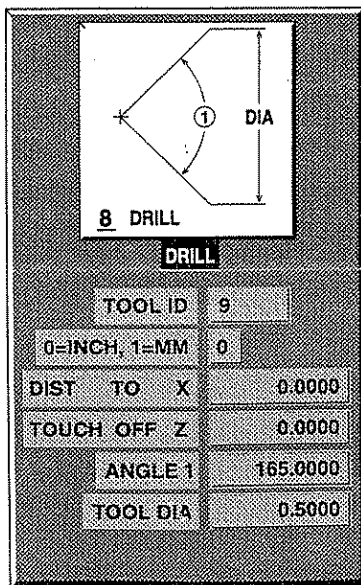 ① DIA
8 DRILL
DRILL
TOOL ID 9
0=INCH, 1=MM 0
DIST TO X 0.0000
TOUCH OFF Z 0.0000
ANGLE 1 165.0000
TOOL DIA 0.5000